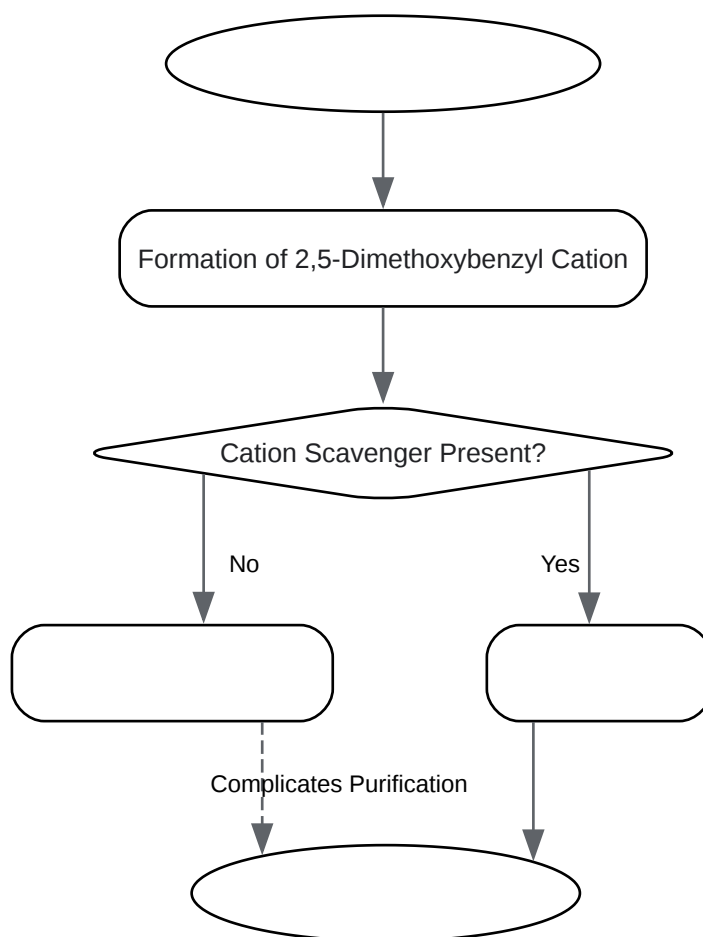 Formation of 2,5-Dimethoxybenzyl Cation
Cation Scavenger Present?
No
Yes
Complicates Purification